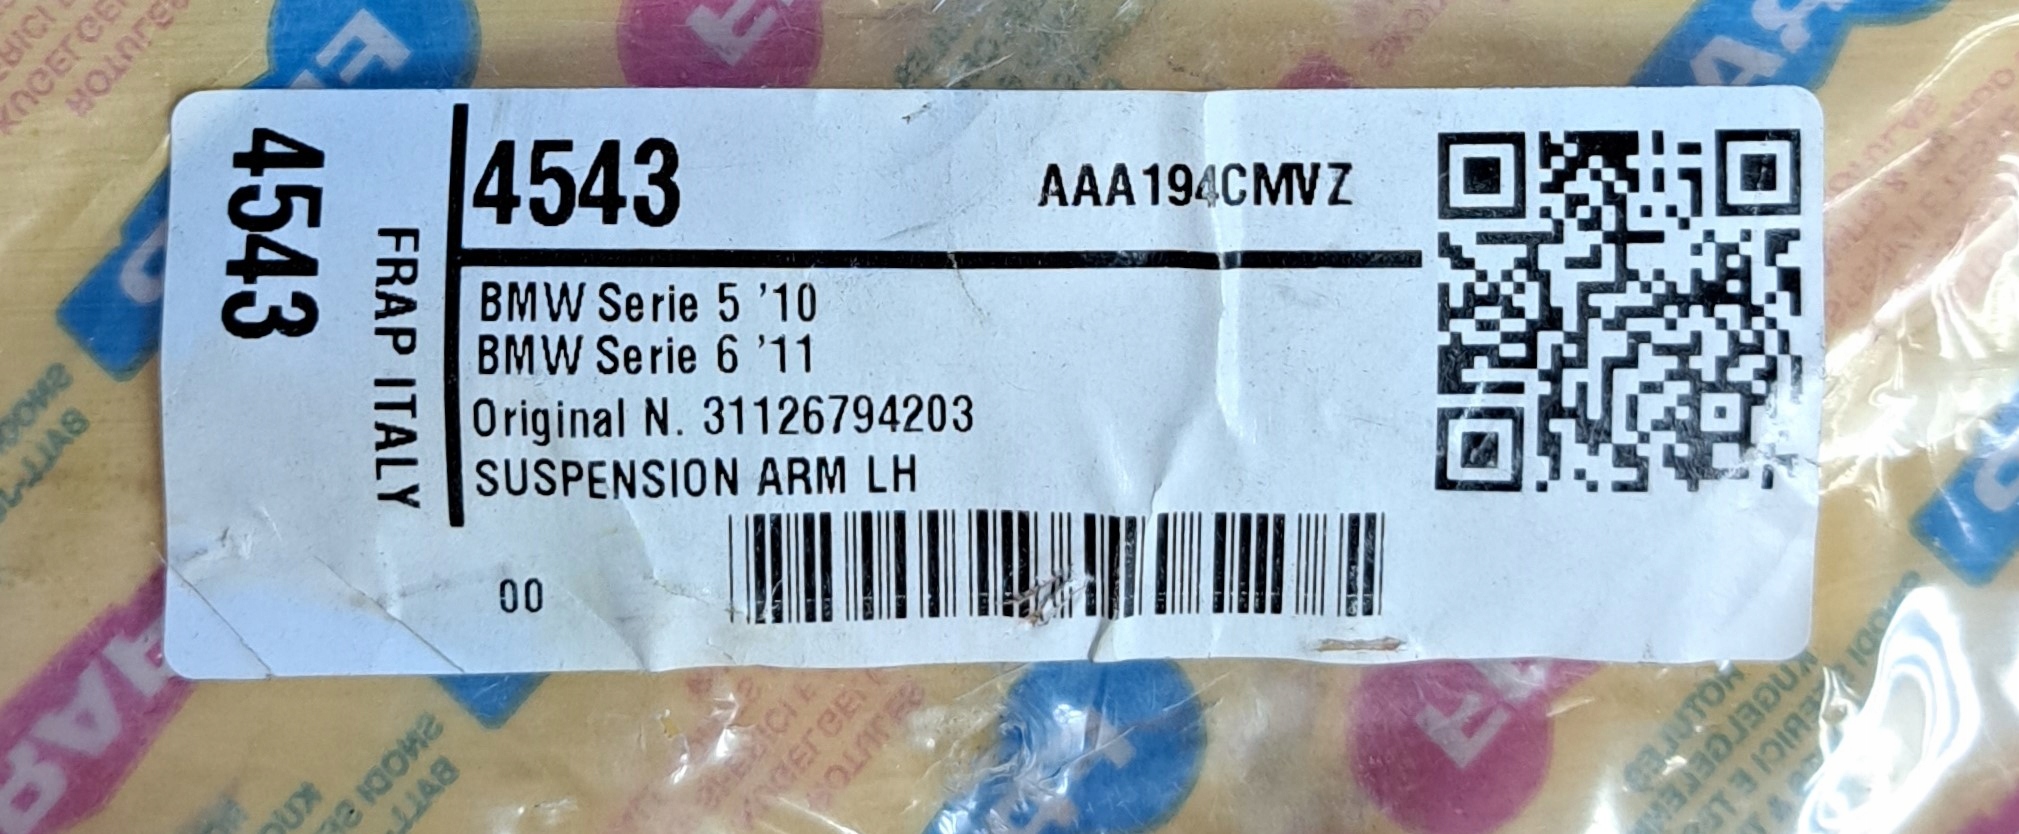 4543
FRAP ITALY
4543
AAA194CMVZ
BMW Serie 5 '10
BMW Serie 6 '11
Original N. 31126794203
SUSPENSION ARM LH
00